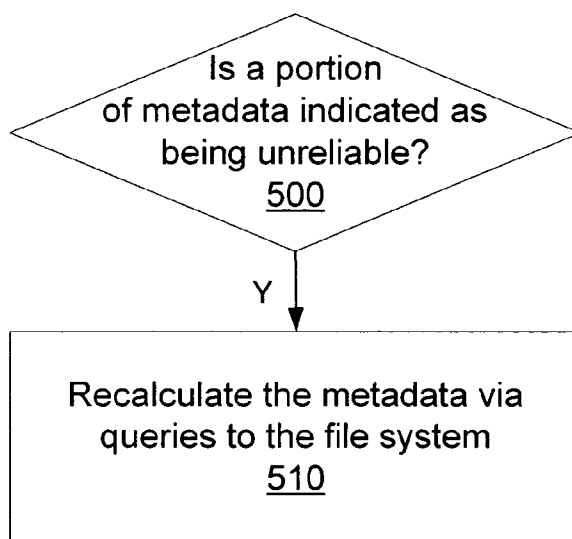 Is a portion
of metadata indicated as
being unreliable?
500
Y
Recalculate the metadata via
queries to the file system
510